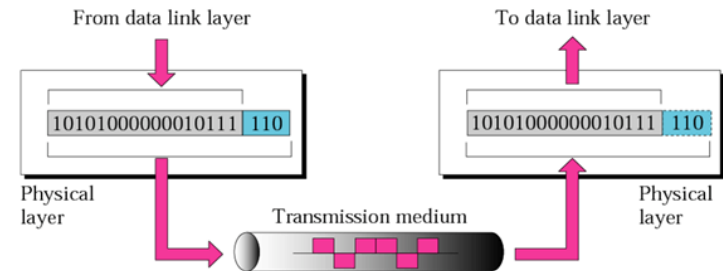 From data link layer
To data link layer
10101000000010111 110
10101000000010111 110
Physical
layer
Transmission medium
Physical
layer